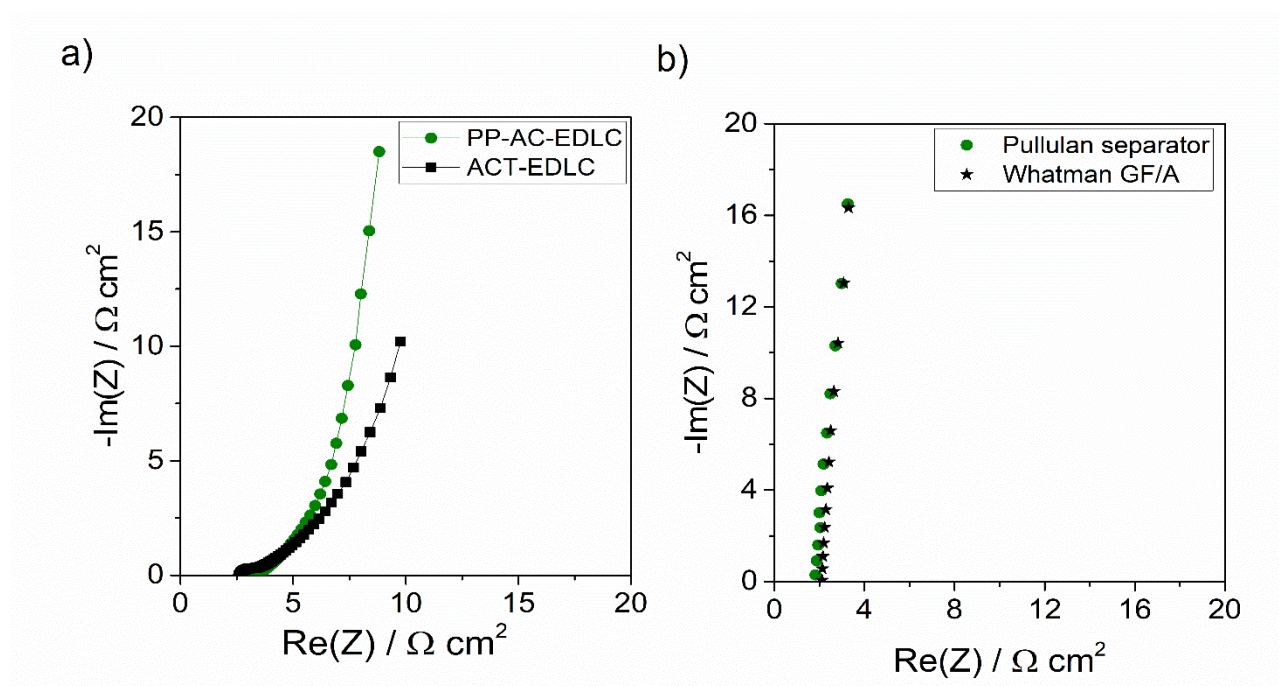 a)
20
15
10
5
0
-Im(Z) / Ω cm²
PP-AC-EDLC
ACT-EDLC
0 5 10 15 20
Re(Z) / Ω cm²
b)
20
16
12
8
4
0
-Im(Z) / Ω cm²
Pullulan separator
Whatman GF/A
0 4 8 12 16 20
Re(Z) / Ω cm²